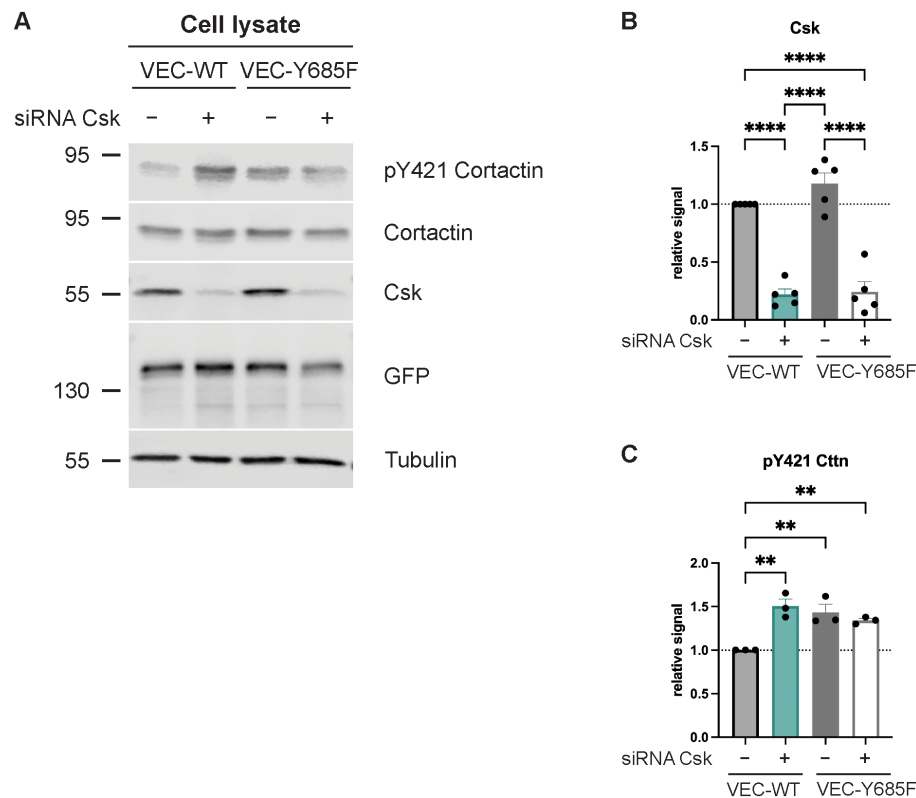 A
Cell lysate
VEC-WT VEC-Y685F
siRNA Csk – + – +
95 pY421 Cortactin
95 Cortactin
55 Csk
GFP
130
55 Tubulin
B
Csk
****
****
**** ****
relative signal
1.5
1.0
0.5
0.0
siRNA Csk – + – +
VEC-WT VEC-Y685F
C
pY421 Cttn
**
**
**
relative signal
2.0
1.5
1.0
0.5
0.0
siRNA Csk – + – +
VEC-WT VEC-Y685F